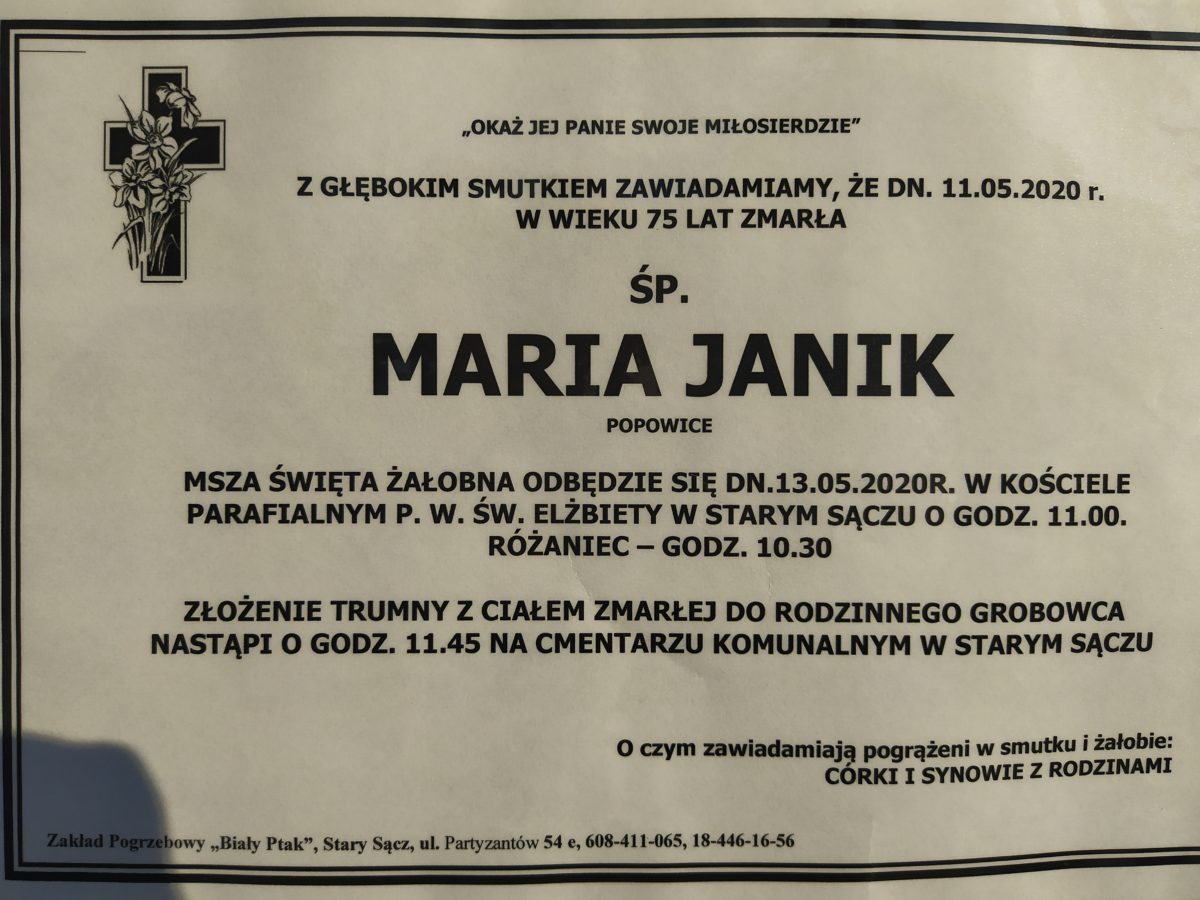 „OKAŻ JEJ PANIE SWOJE MIŁOSIERDZIE”
Z GŁĘBOKIM SMUTKIEM ZAWIADAMIAMY, ŻE DN. 11.05.2020 r.
W WIEKU 75 LAT ZMARŁA
ŚP.
MARIA JANIK
POPOWICE
MSZA ŚWIĘTA ŻAŁOBNA ODBĘDZIE SIĘ DN.13.05.2020R. W KOŚCIELE
PARAFIALNYM P. W. ŚW. ELŻBIETY W STARYM SĄCZU O GODZ. 11.00.
RÓŻANIEC – GODZ. 10.30
ZŁOŻENIE TRUMNY Z CIAŁEM ZMARŁEJ DO RODZINNEGO GROBOWCA
NASTĄPI O GODZ. 11.45 NA CMENTARZU KOMUNALNYM W STARYM SĄCZU
O czym zawiadamiają pogrążeni w smutku i żałobie:
CÓRKI I SYNOWIE Z RODZINAMI
Zakład Pogrzebowy „Biały Ptak”, Stary Sącz, ul. Partyzantów 54 e, 608-411-065, 18-446-16-56